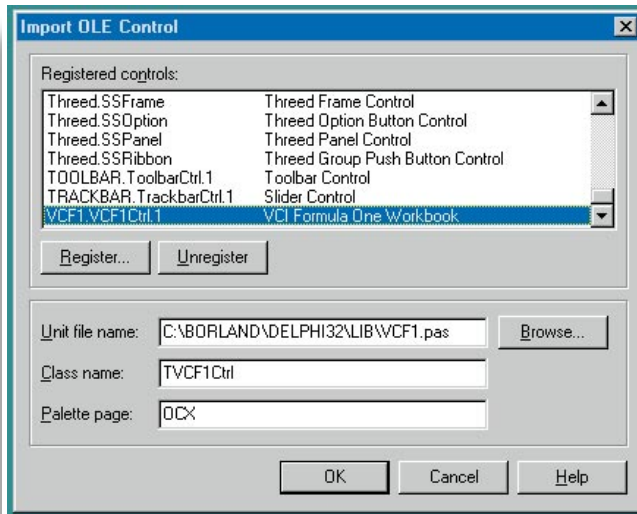 Import OLE Control
Registered controls:
Threed.SSFrame Threed Frame Control
Threed.SSOption Threed Option Button Control
Threed.SSPanel Threed Panel Control
Threed.SSRibbon Threed Group Push Button Control
TOOLBAR.ToolbarCtrl.1 Toolbar Control
TRACKBAR.TrackbarCtrl.1 Slider Control
VCF1.VCF1Ctrl.1 VCI Formula One Workbook
Register... Unregister
Unit file name: C:\BORLAND\DELPHI32\LIB\VCF1.pas Browse...
Class name: TVCF1Ctrl
Palette page: OCX
OK Cancel Help